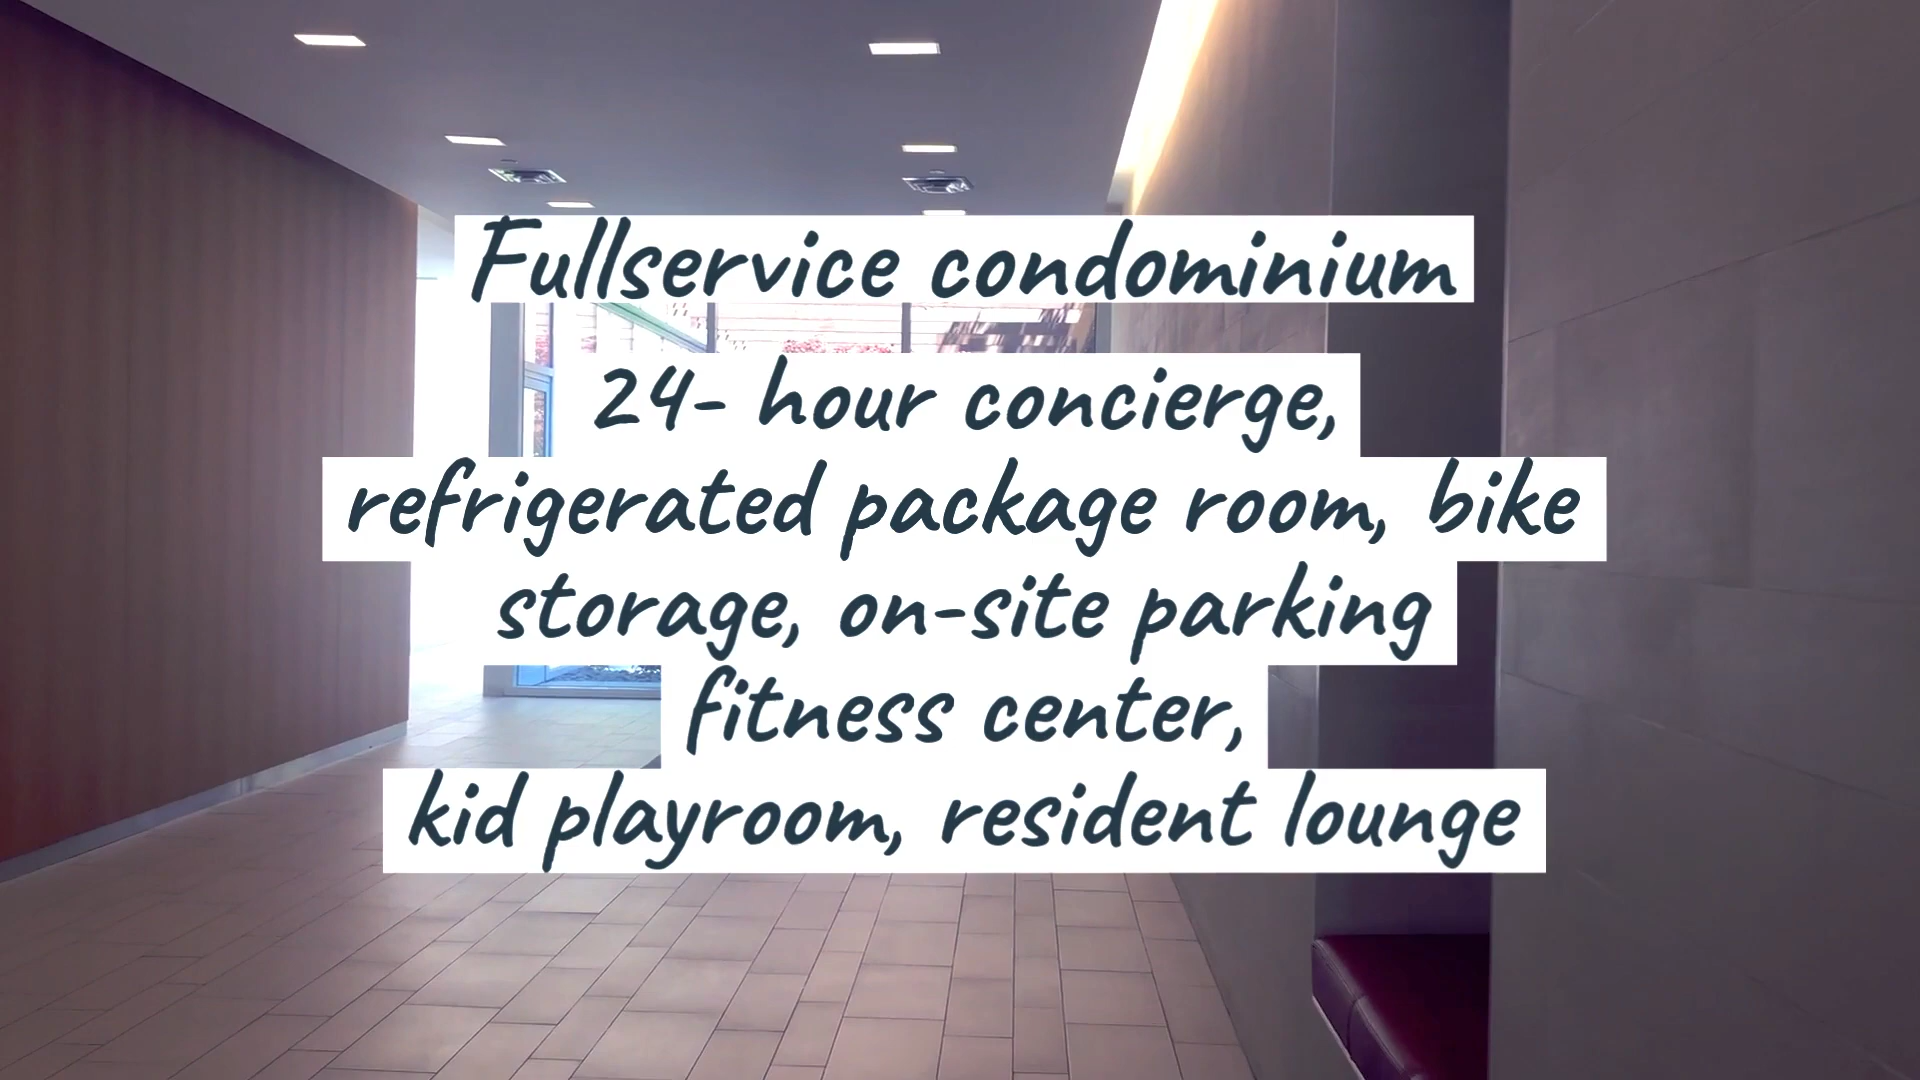 Fullservice condominium
24- hour concierge,
refrigerated package room, bike
storage, on-site parking
fitness center,
kid playroom, resident lounge